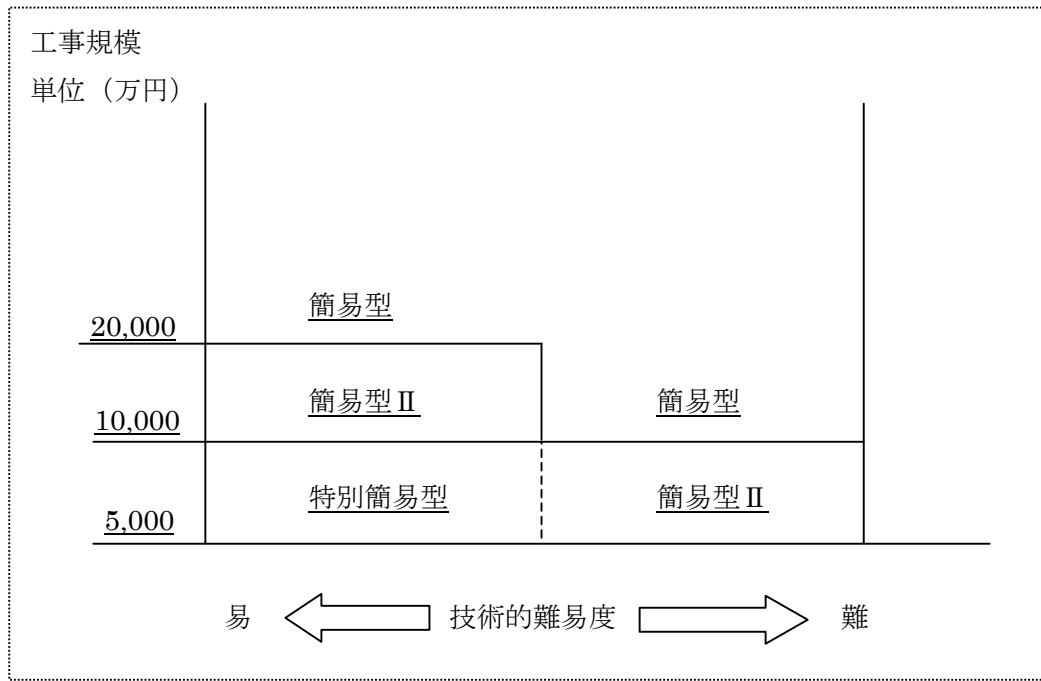 工事規模
単位（万円）
簡易型
20,000
簡易型Ⅱ
簡易型
10,000
特別簡易型
簡易型Ⅱ
5,000
易 技術的難易度 難